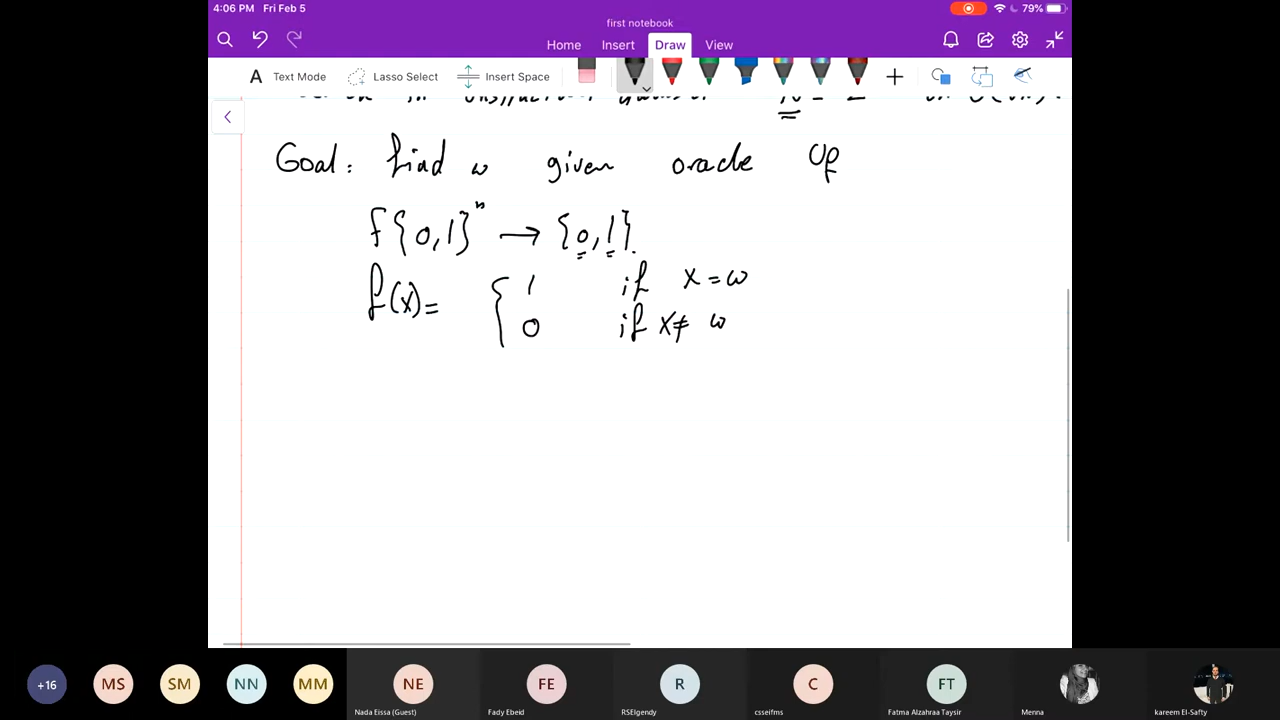 4:06 PM Fri Feb 5
79%
first notebook
Home Insert Draw View
A Text Mode Lasso Select Insert Space
in
Goal: find ω given oracle Uf
f{0,1}ⁿ → {0,1}.
f(x)= { 1 if x=ω
0 if x≠ ω
+16 MS SM NN MM NE FE R C FT
Nada Eissa (Guest) Fady Ebeid RSElgendy csseifms Fatma Alzahraa Taysir Menna kareem El-Safty